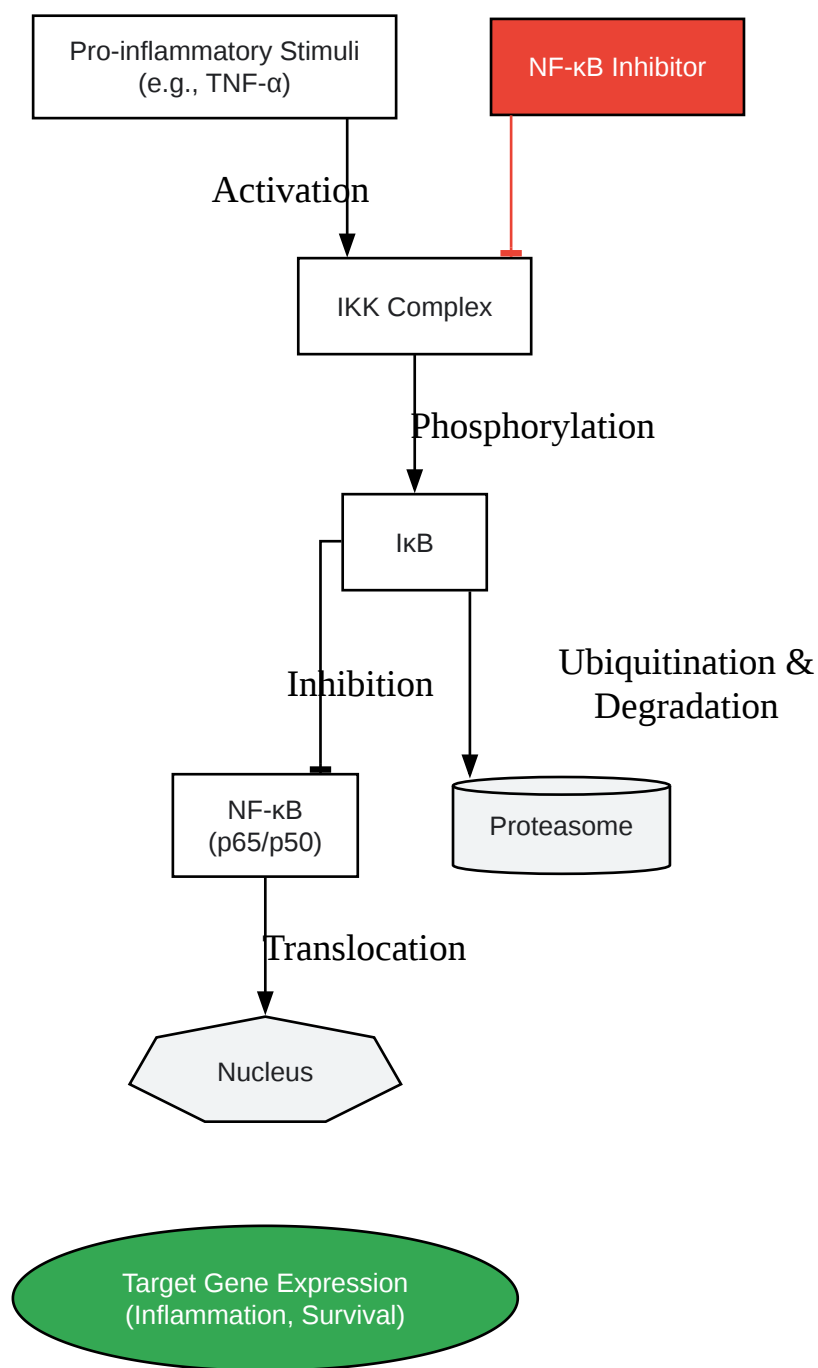 Pro-inflammatory Stimuli
(e.g., TNF-α)
NF-κB Inhibitor
Activation
IKK Complex
Phosphorylation
IκB
Inhibition
Ubiquitination &
Degradation
NF-κB
(p65/p50)
Proteasome
Translocation
Nucleus
Target Gene Expression
(Inflammation, Survival)